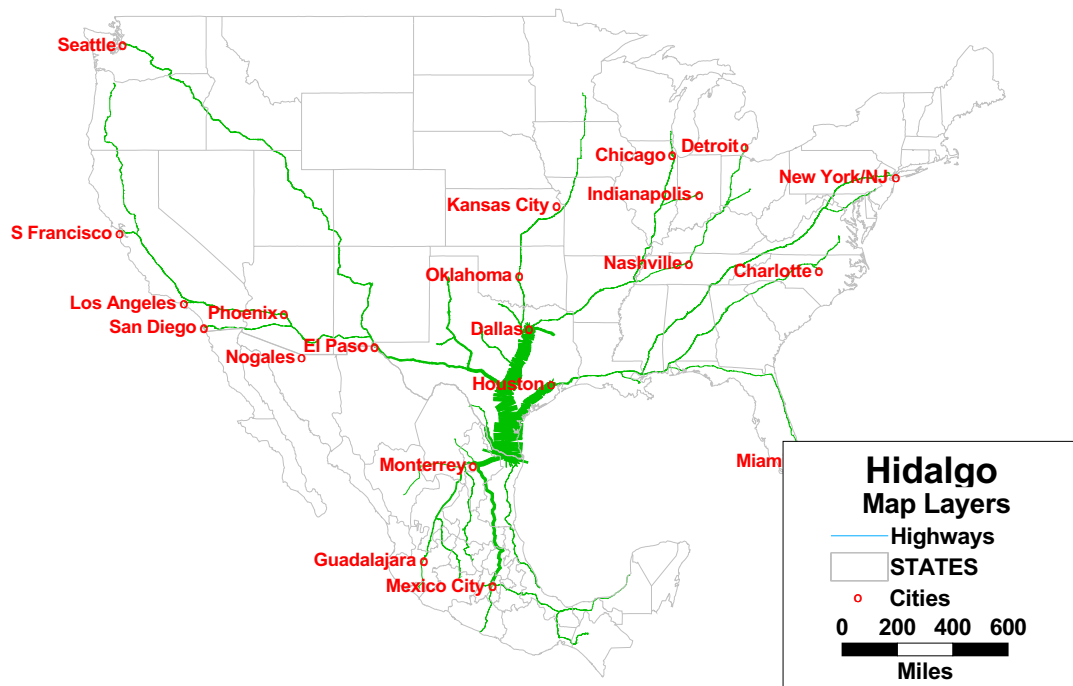 Seattle
Chicago
Detroit
New York/NJ
Indianapolis
Kansas City
S Francisco
Nashville
Charlotte
Oklahoma
Los Angeles
Phoenix
San Diego
Dallas
El Paso
Nogales
Houston
Monterrey
Miam
Guadalajara
Mexico City
Hidalgo
Map Layers
Highways
STATES
Cities
0 200 400 600
Miles